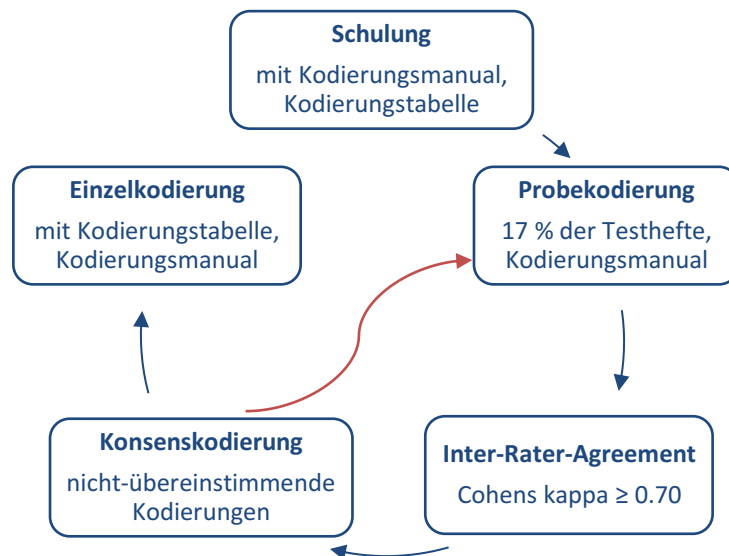 Schulung
mit Kodierungsmanual,
Kodierungstabelle
Einzelkodierung
mit Kodierungstabelle,
Kodierungsmanual
Probekodierung
17 % der Testhefte,
Kodierungsmanual
Konsenskodierung
nicht-übereinstimmende
Kodierungen
Inter-Rater-Agreement
Cohens kappa ≥ 0.70